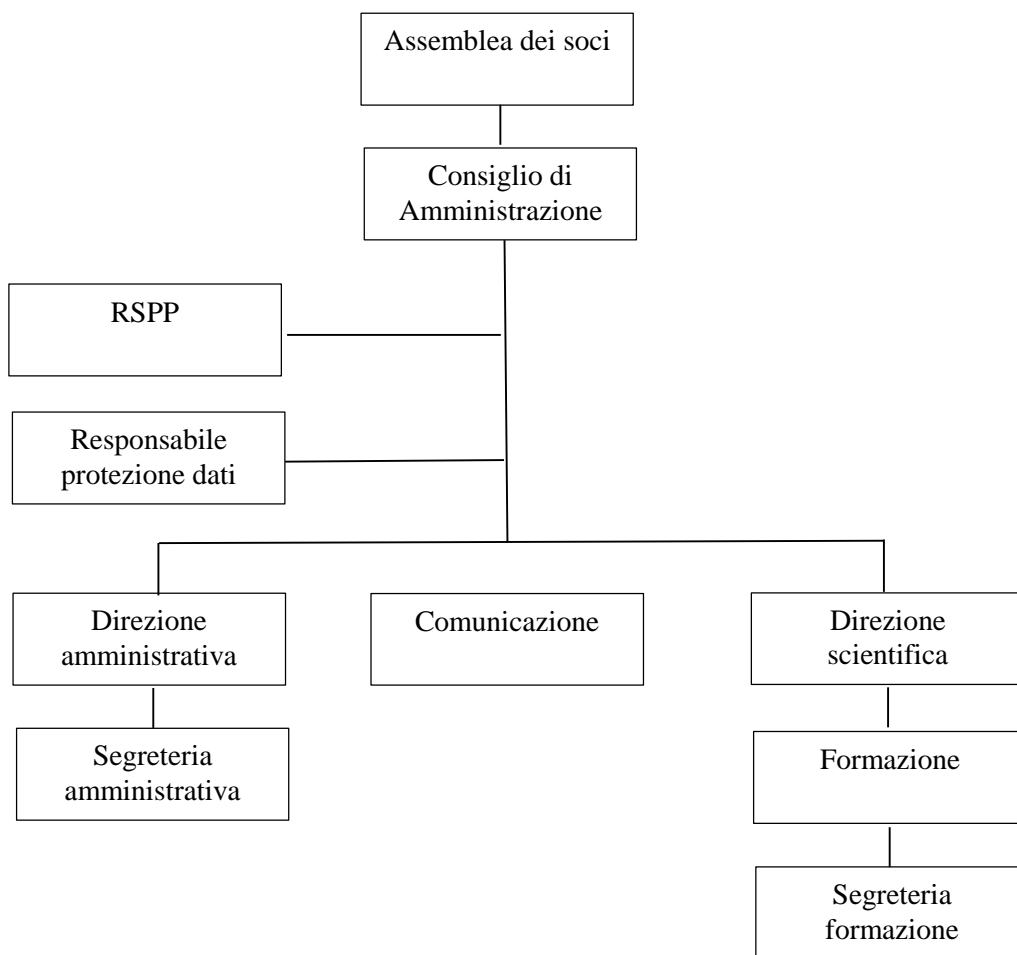 Assemblea dei soci
Consiglio di
Amministrazione
RSPP
Responsabile
protezione dati
Direzione
amministrativa
Comunicazione
Direzione
scientifica
Segreteria
amministrativa
Formazione
Segreteria
formazione